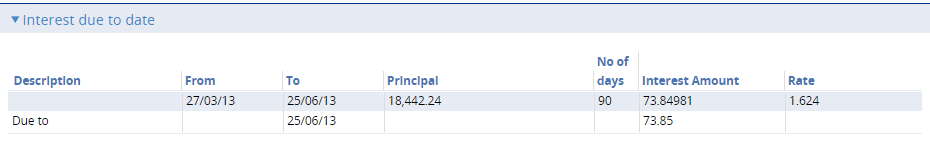 Interest due to date
No of
Description From To Principal days Interest Amount Rate
27/03/13 25/06/13 18,442.24 90 73.84981 1.624
Due to 25/06/13 73.85